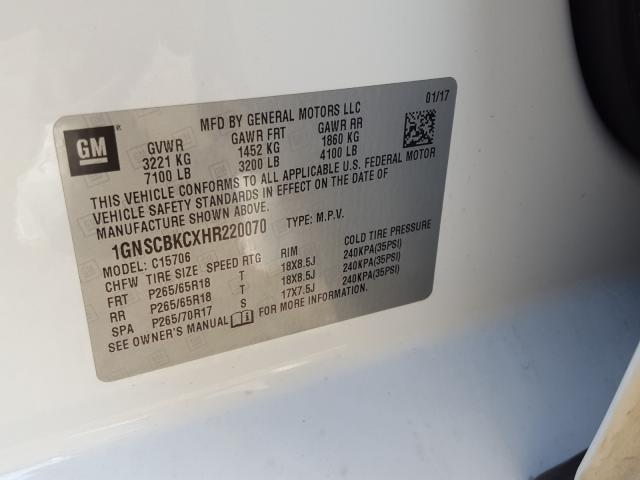 GM
MFD BY GENERAL MOTORS LLC 01/17
GVWR GAWR FRT GAWR RR
3221 KG 1452 KG 1860 KG
7100 LB 3200 LB 4100 LB
THIS VEHICLE CONFORMS TO ALL APPLICABLE U.S. FEDERAL MOTOR
VEHICLE SAFETY STANDARDS IN EFFECT ON THE DATE OF
MANUFACTURE SHOWN ABOVE.
1GNSCBKCXHR220070 TYPE: M.P.V.
MODEL: C15706
CHFW TIRE SIZE SPEED RTG RIM COLD TIRE PRESSURE
FRT P265/65R18 T 18X8.5J 240KPA(35PSI)
RR P265/65R18 T 18X8.5J 240KPA(35PSI)
SPA P265/70R17 S 17X7.5J 240KPA(35PSI)
SEE OWNER'S MANUAL FOR MORE INFORMATION.